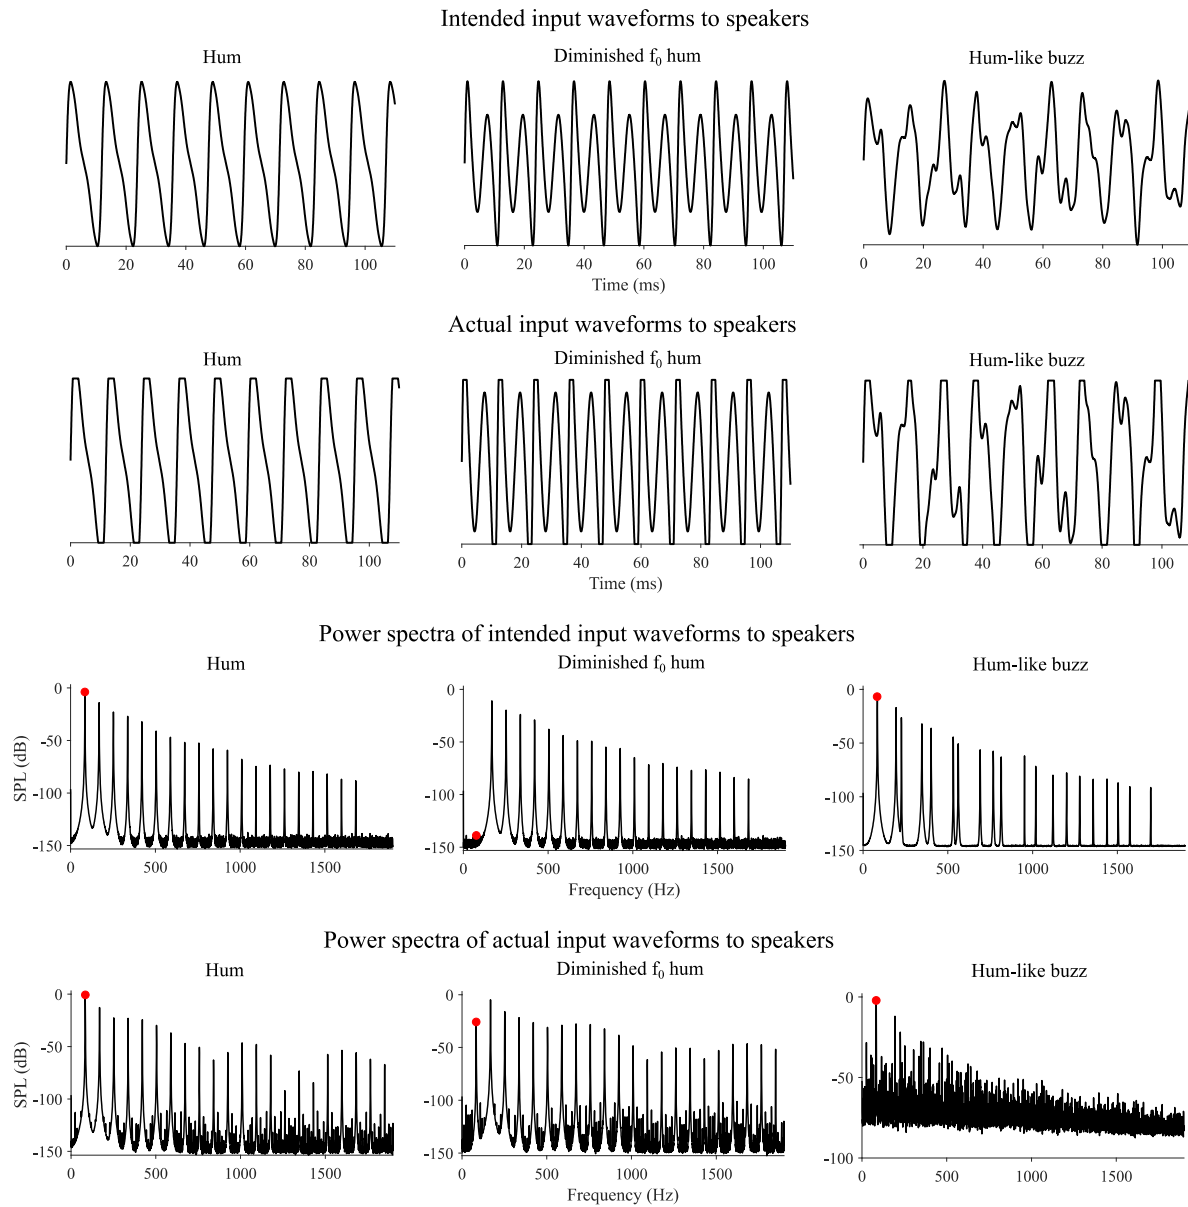 Intended input waveforms to speakers
Hum
Diminished f0 hum
Hum-like buzz
0 20 40 60 80 100
0 20 40 60 80 100
0 20 40 60 80 100
Time (ms)
Actual input waveforms to speakers
Hum
Diminished f0 hum
Hum-like buzz
0 20 40 60 80 100
0 20 40 60 80 100
0 20 40 60 80 100
Time (ms)
Power spectra of intended input waveforms to speakers
Hum
Diminished f0 hum
Hum-like buzz
SPL (dB)
0
-50
-100
-150
0 500 1000 1500
0
-50
-100
-150
0 500 1000 1500
0
-50
-100
-150
0 500 1000 1500
Frequency (Hz)
Power spectra of actual input waveforms to speakers
Hum
Diminished f0 hum
Hum-like buzz
SPL (dB)
0
-50
-100
-150
0 500 1000 1500
0
-50
-100
-150
0 500 1000 1500
0
-50
-100
0 500 1000 1500
Frequency (Hz)